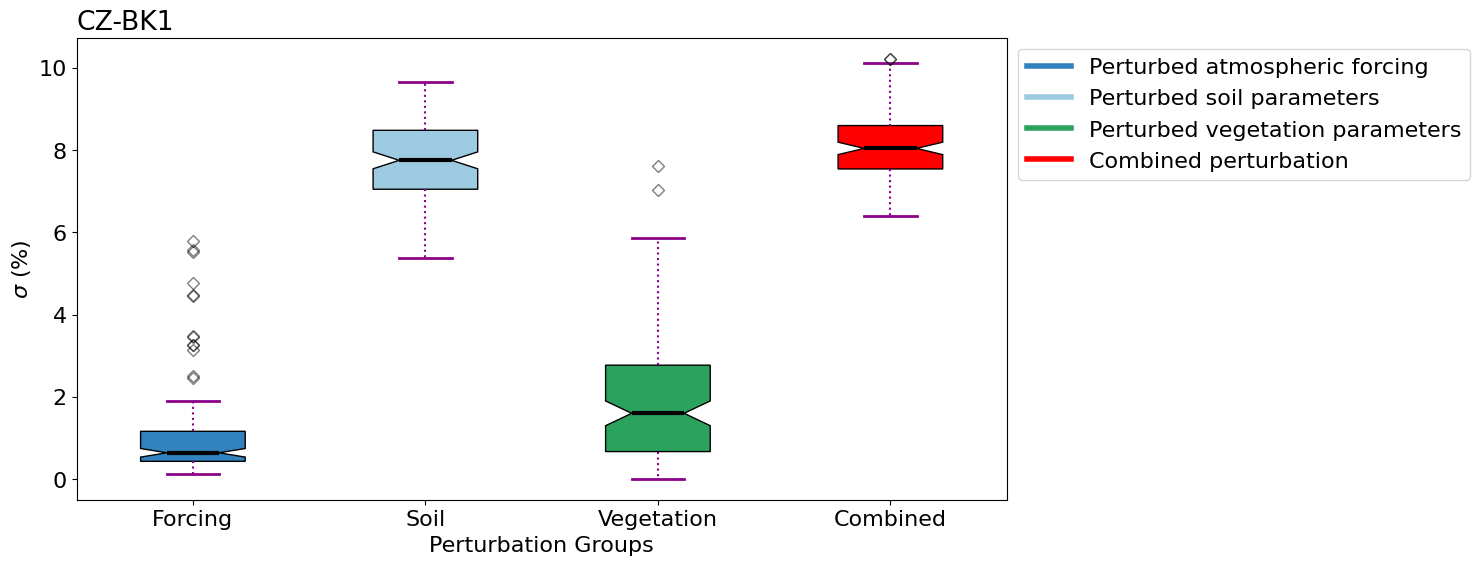 CZ-BK1
10
8
6
4
2
0
σ (%)
Forcing
Soil
Vegetation
Combined
Perturbation Groups
Perturbed atmospheric forcing
Perturbed soil parameters
Perturbed vegetation parameters
Combined perturbation